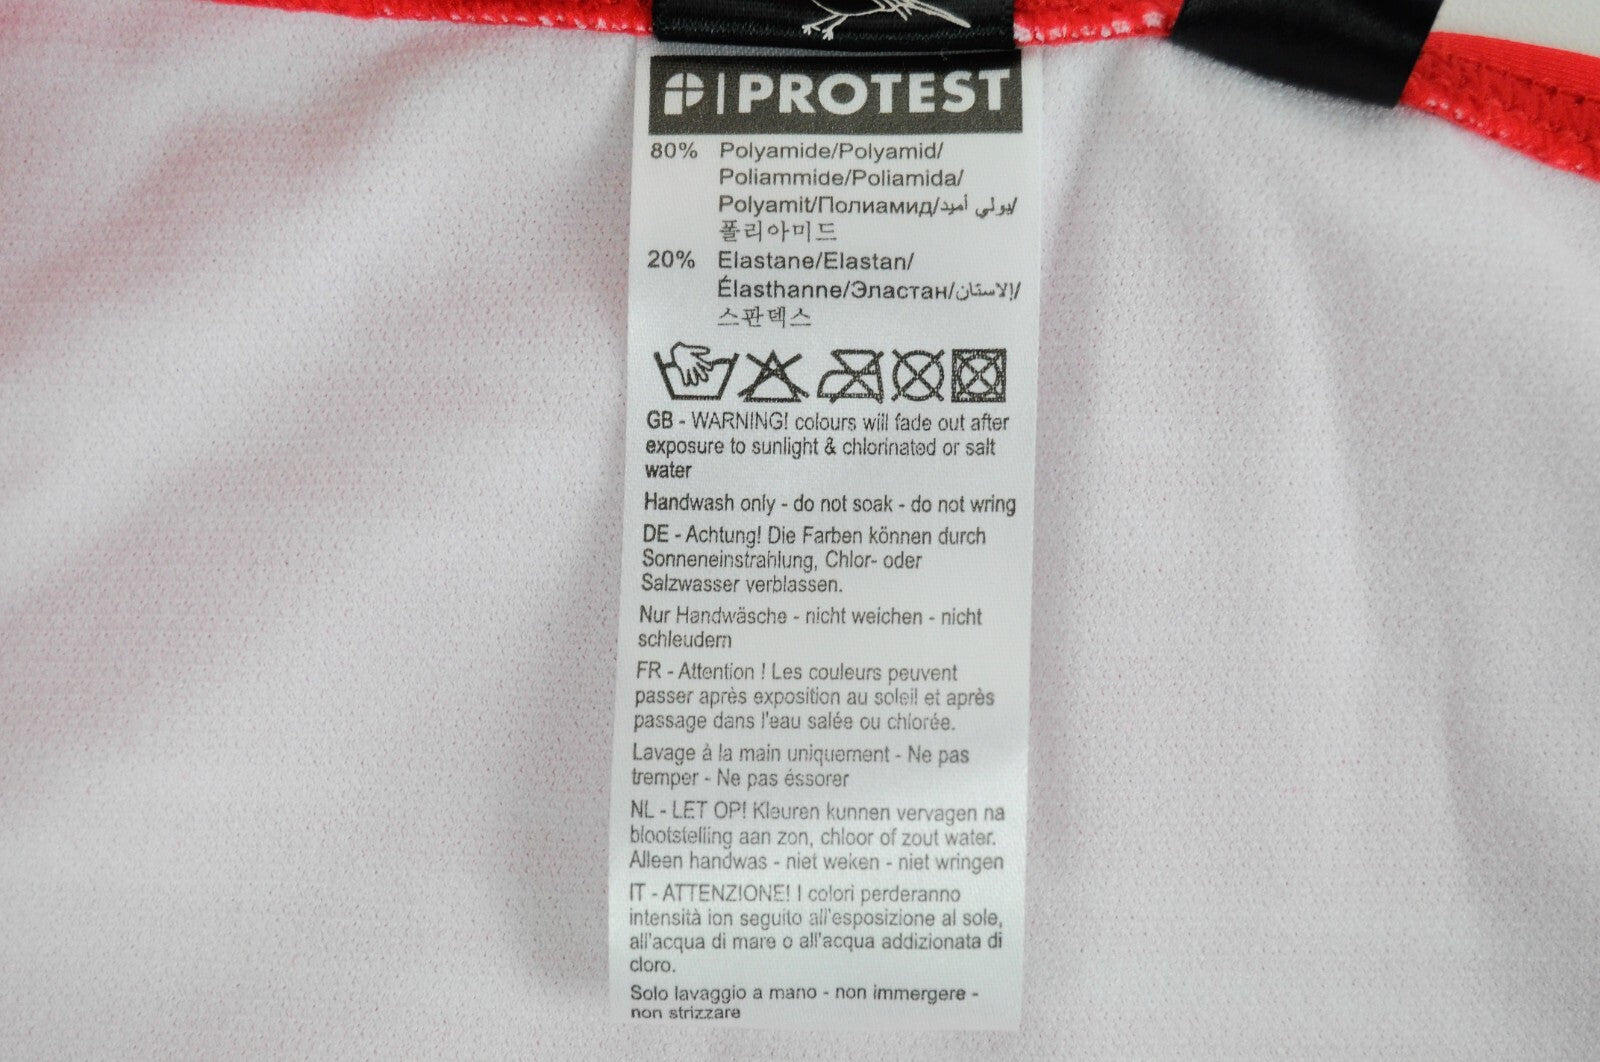 PROTEST
80% Polyamide/Polyamid/
Poliammide/Poliamida/
Polyamit/Полиамид/بولي أميد/
폴리아미드
20% Elastane/Elastan/
Élasthanne/Эластан/إلاستان/
스판덱스
GB - WARNING! colours will fade out after
exposure to sunlight & chlorinated or salt
water
Handwash only - do not soak - do not wring
DE - Achtung! Die Farben können durch
Sonneneinstrahlung, Chlor- oder
Salzwasser verblassen.
Nur Handwäsche - nicht weichen - nicht
schleudern
FR - Attention ! Les couleurs peuvent
passer après exposition au soleil et après
passage dans l'eau salée ou chlorée.
Lavage à la main uniquement - Ne pas
tremper - Ne pas éssorer
NL - LET OP! Kleuren kunnen vervagen na
blootstelling aan zon, chloor of zout water.
Alleen handwas - niet weken - niet wringen
IT - ATTENZIONE! I colori perderanno
intensità ion seguito all'esposizione al sole,
all'acqua di mare o all'acqua addizionata di
cloro.
Solo lavaggio a mano - non immergere -
non strizzare